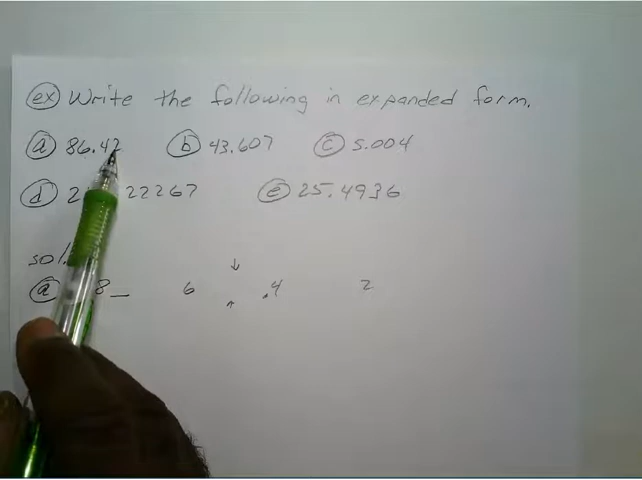 (ex) Write the following in expanded form.
(a) 86.42 (b) 43.607 (c) 5.004
(d) 2 22267 (e) 25.4936
sol
(a) 8_ 6 .4 2